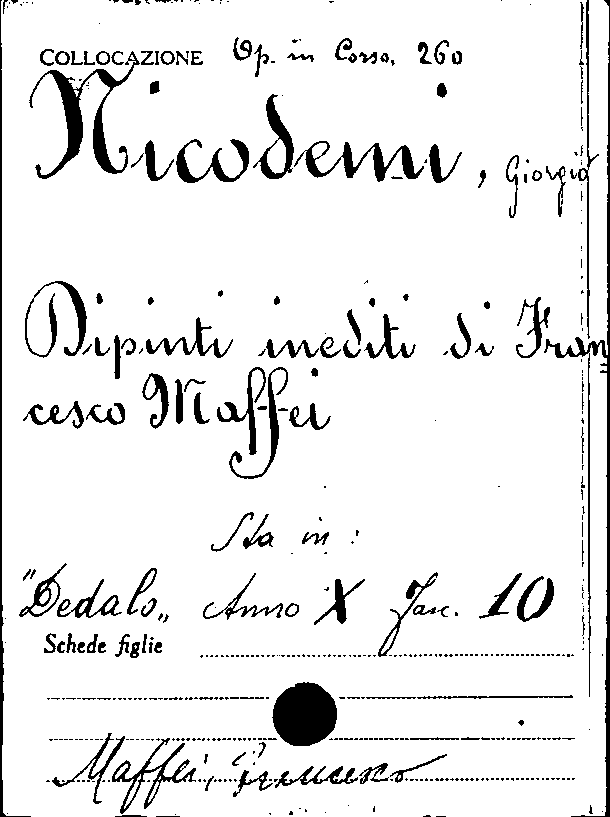 COLLOCAZIONE Op. in Corso, 260
Nicodemi, Giorgio
Dipinti inediti di Fran=
cesco Maffei
Sta in:
"Dedalo„ Anno X Fasc. 10
Schede figlie
Maffei, Francesco